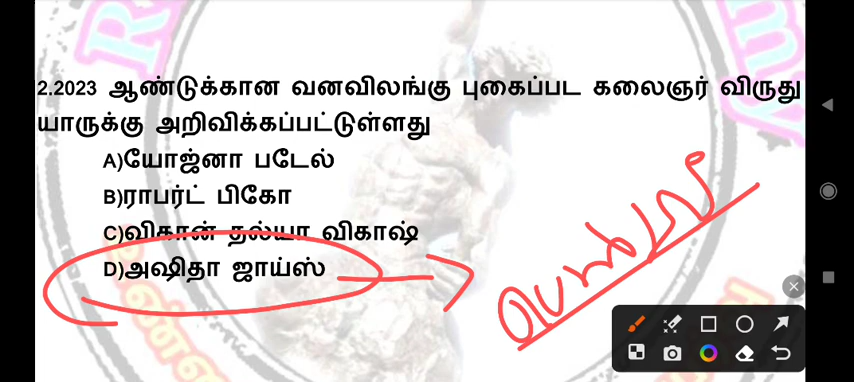 2.2023 ஆண்டுக்கான வனவிலங்கு புகைப்பட கலைஞர் விருது
யாருக்கு அறிவிக்கப்பட்டுள்ளது
A)யோஜ்னா படேல்
B)ராபர்ட் பிகோ
C)விகான் தல்யா விகாஷ்
D)அஷிதா ஜாய்ஸ்